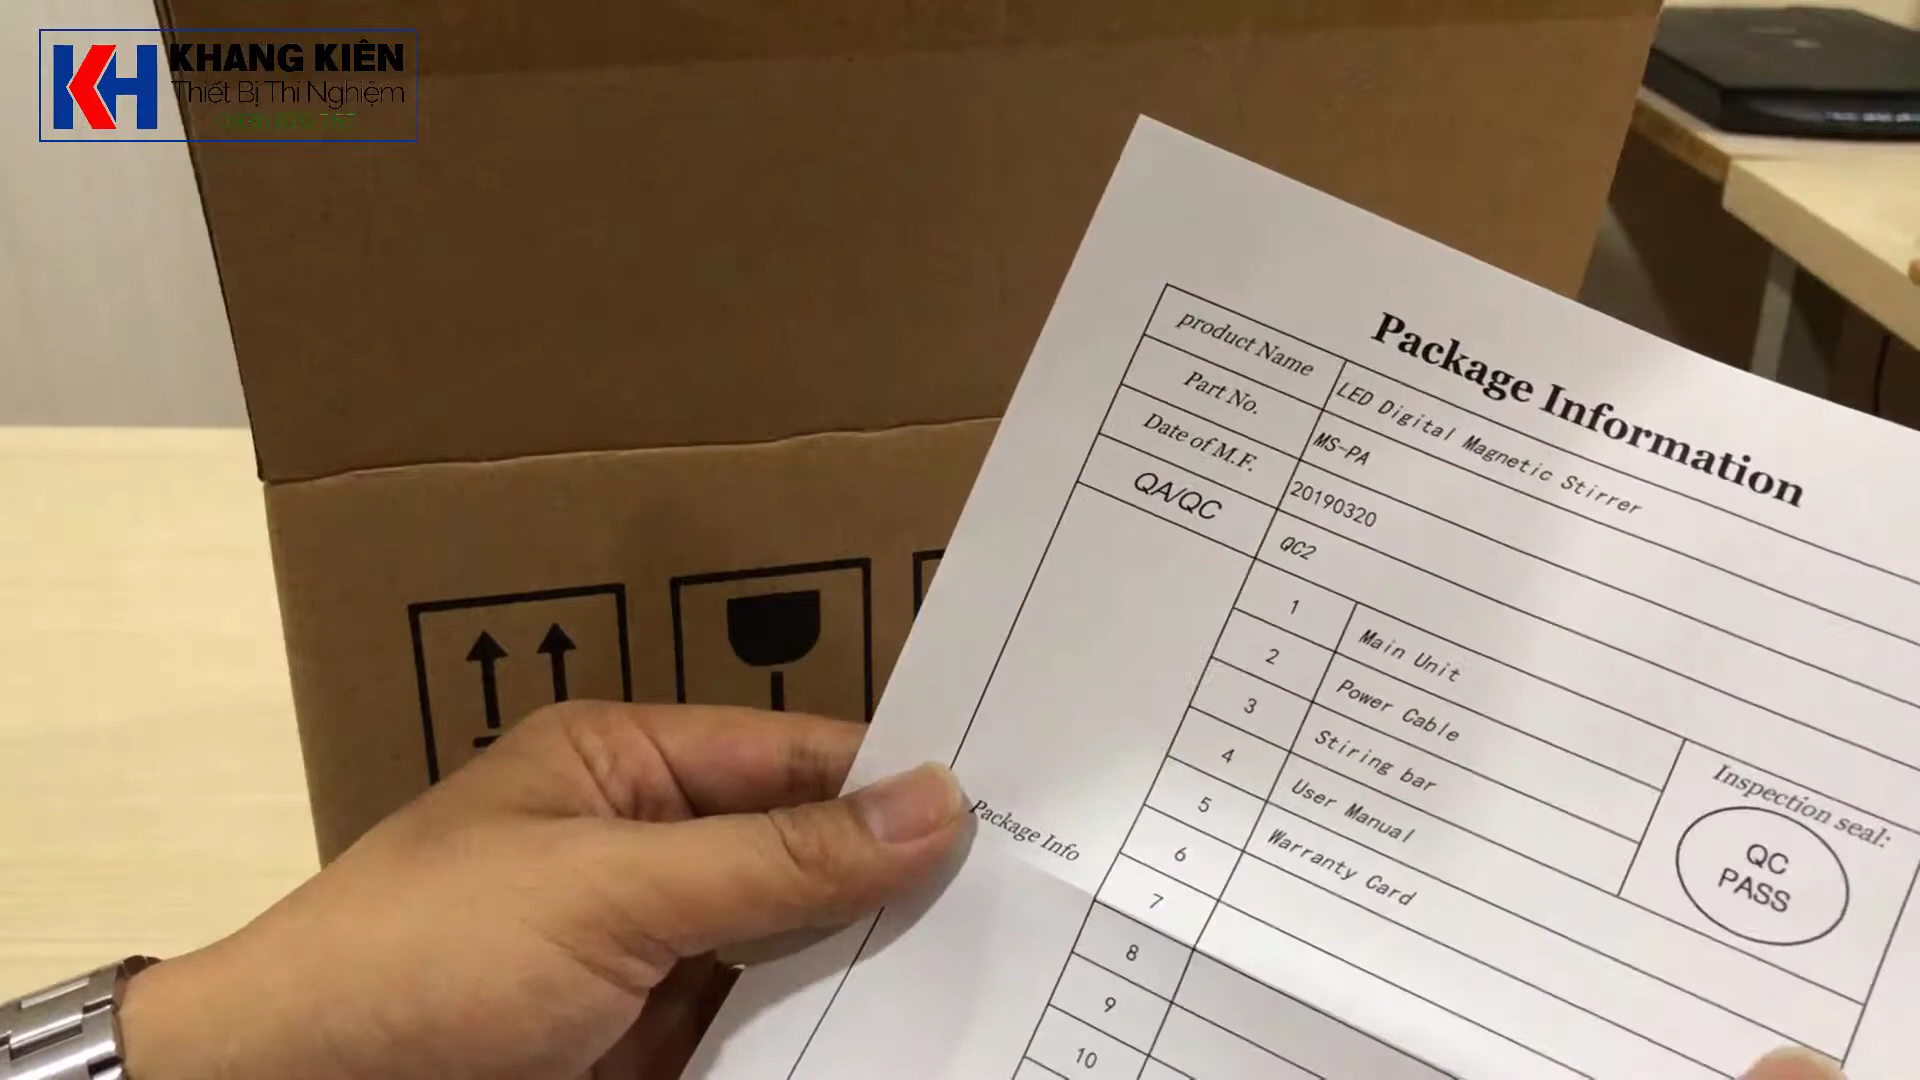 KHANG KIÊN
Thiết Bị Thí Nghiệm
Package Information
product Name LED Digital Magnetic Stirrer
Part No. MS-PA
Date of M.F. 20190320
QA/QC QC2
Package Info
1 Main Unit
2 Power Cable
3 Stiring bar
4 User Manual
5 Warranty Card
6
7
8
9
10
Inspection seal:
QC
PASS